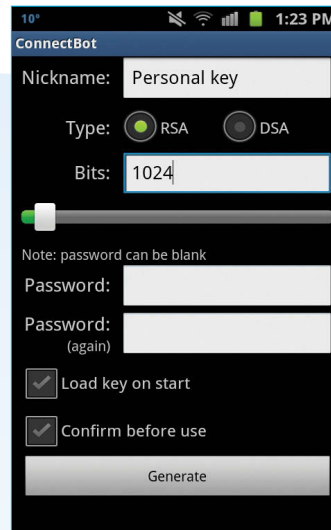 10° 1:23 PM
ConnectBot
Nickname: Personal key
Type: RSA DSA
Bits: 1024
Note: password can be blank
Password:
Password:
(again)
Load key on start
Confirm before use
Generate